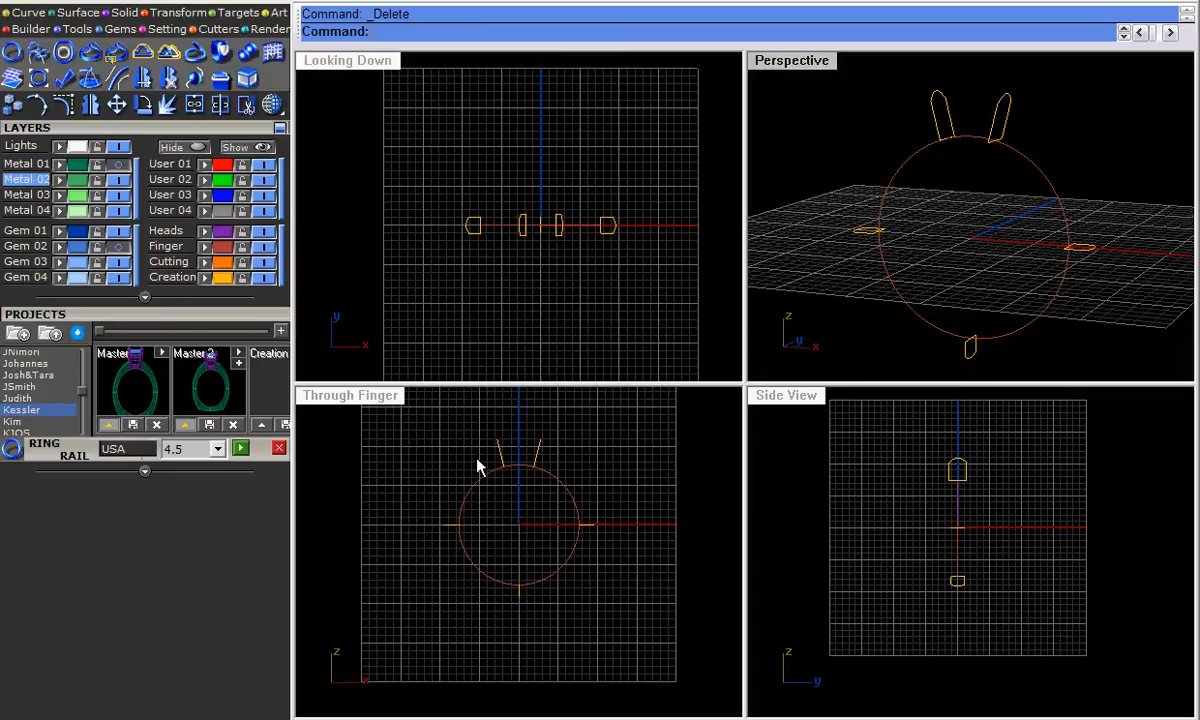 Curve Surface Solid Transform Targets Art
Builder Tools Gems Setting Cutters Render
LAYERS
Lights Hide Show
Metal 01 User 01
Metal 02 User 02
Metal 03 User 03
Metal 04 User 04
Gem 01 Heads
Gem 02 Finger
Gem 03 Cutting
Gem 04 Creation
PROJECTS
JNimori
Johannes
Josh&Tara
JSmith
Judith
Kessler
Kim
KJOS
Master
Master 2
Creation
RING RAIL USA 4.5
Command: _Delete
Command:
Looking Down
y
x
Perspective
z
y
x
Through Finger
z
x
Side View
z
y